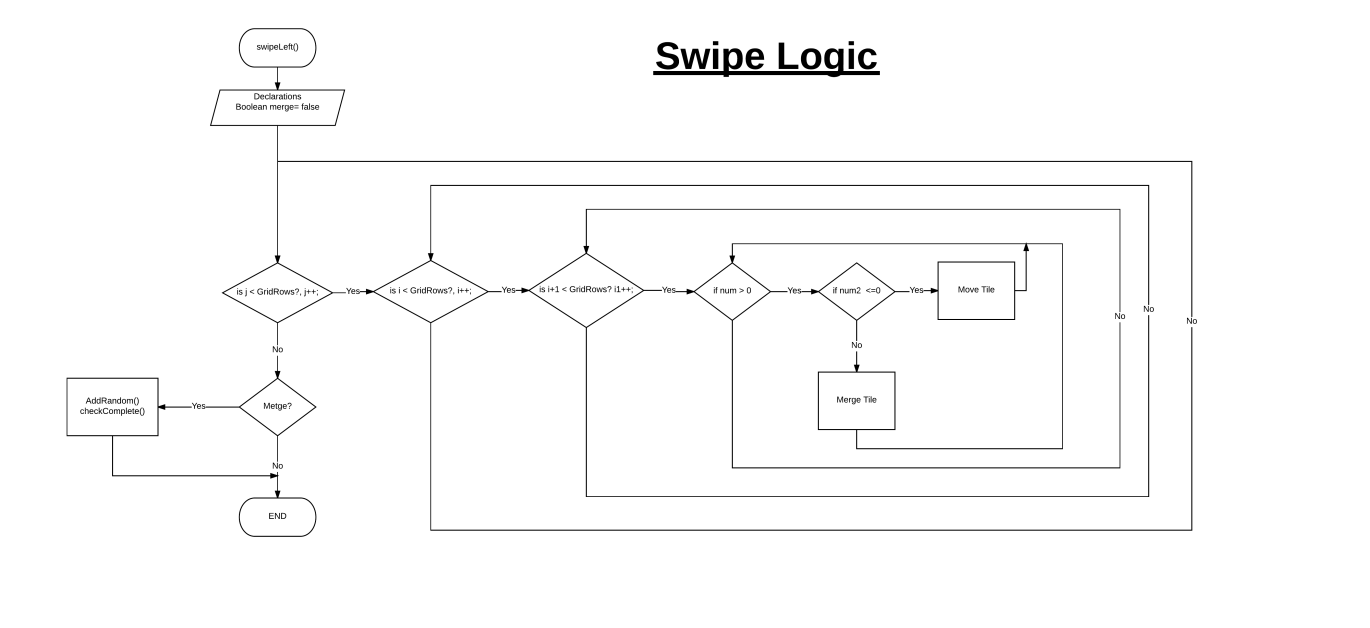 Swipe Logic
swipeLeft()
Declarations
Boolean merge= false
is j < GridRows?, j++;
Yes
is i < GridRows?, i++;
Yes
is i+1 < GridRows? i1++;
Yes
if num > 0
Yes
if num2  <=0
Yes
Move Tile
No
No
No
No
No
Merge Tile
AddRandom()
checkComplete()
Yes
Metge?
No
END